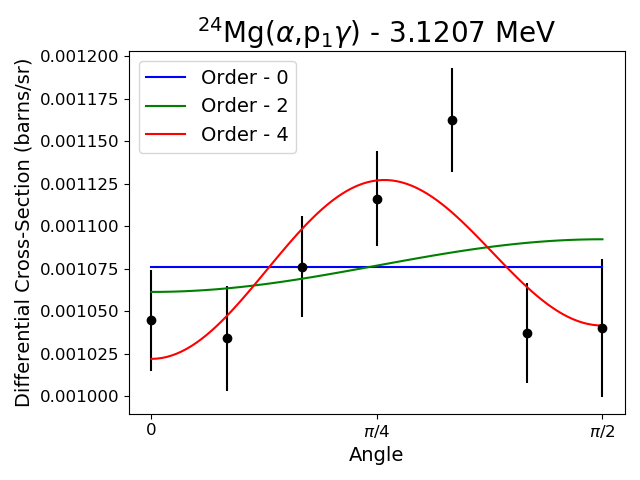 ²⁴Mg(α,p₁γ) - 3.1207 MeV
Differential Cross-Section (barns/sr)
0.001200
0.001175
0.001150
0.001125
0.001100
0.001075
0.001050
0.001025
0.001000
Order - 0
Order - 2
Order - 4
0
π/4
π/2
Angle